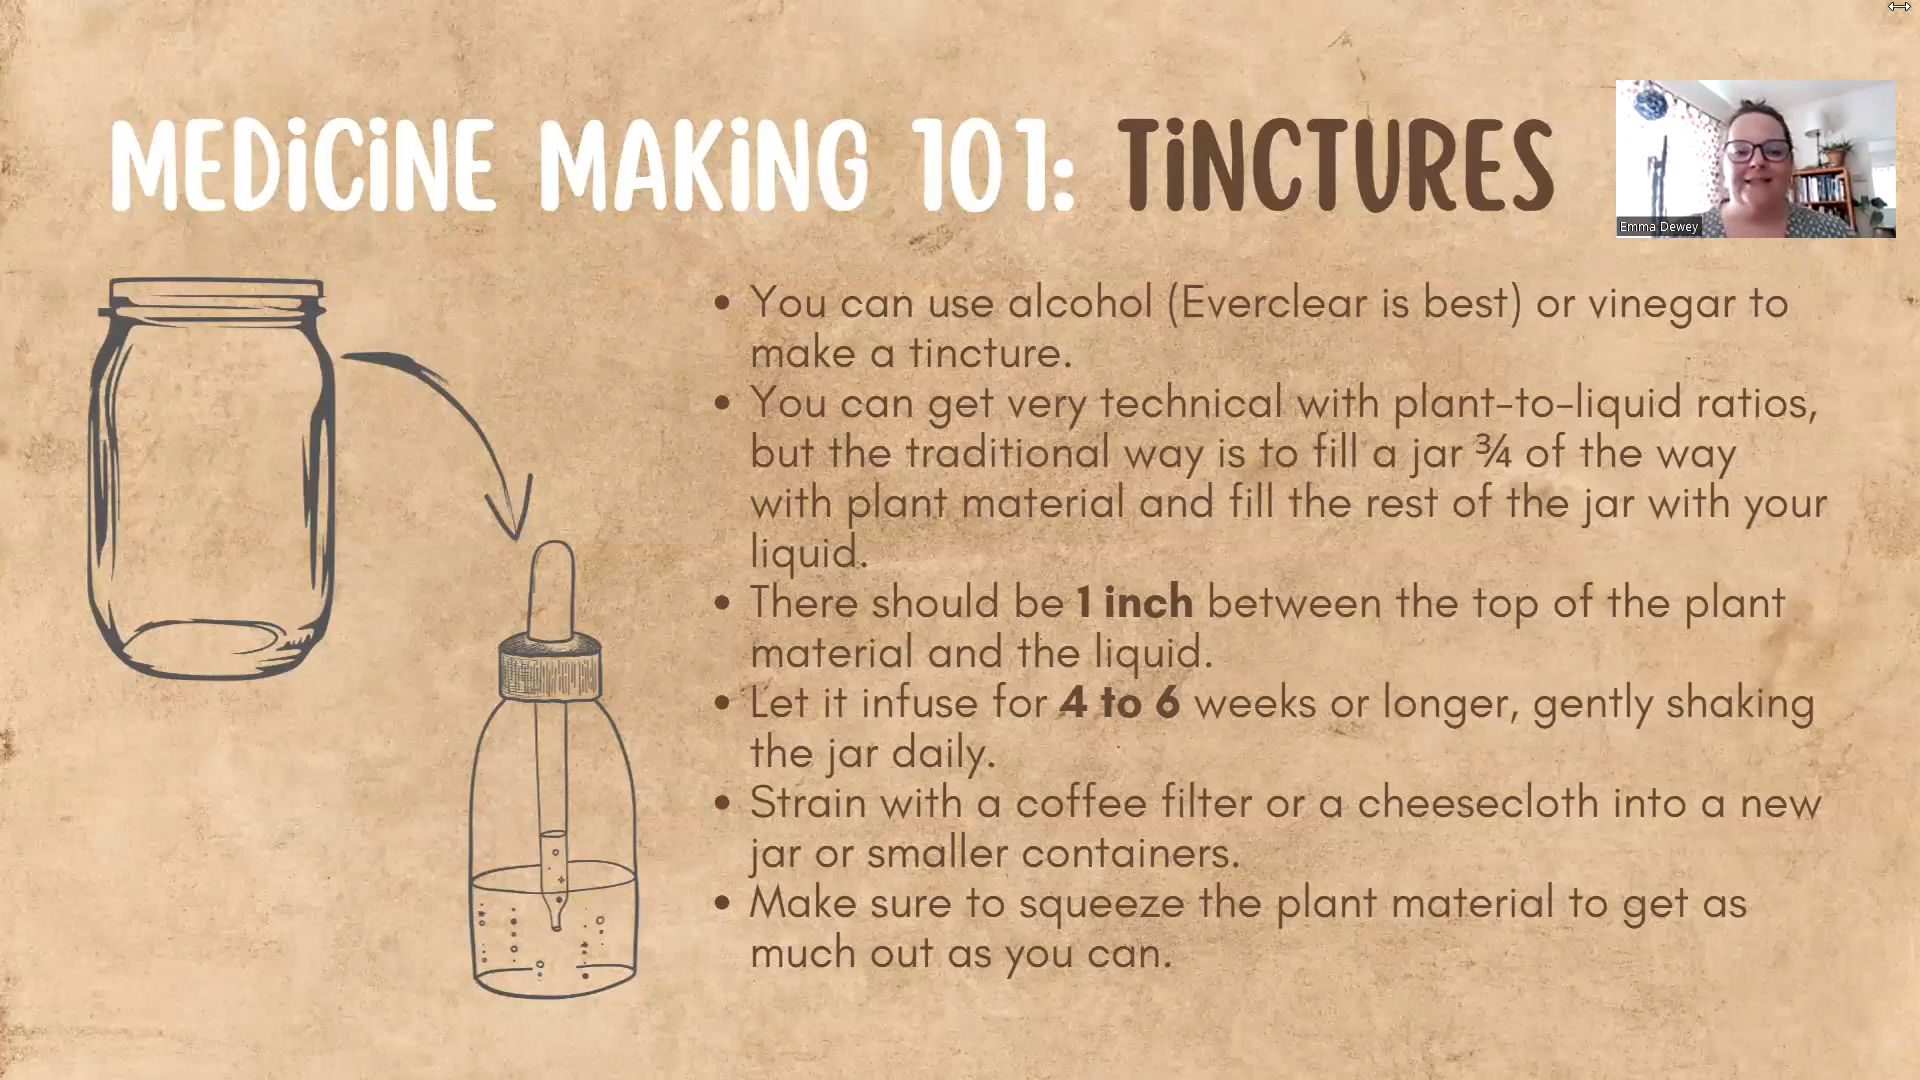 MEDiCiNE MAKiNG 101: TiNCTURES
Emma Dewey
• You can use alcohol (Everclear is best) or vinegar to
make a tincture.
• You can get very technical with plant-to-liquid ratios,
but the traditional way is to fill a jar ¾ of the way
with plant material and fill the rest of the jar with your
liquid.
• There should be 1 inch between the top of the plant
material and the liquid.
• Let it infuse for 4 to 6 weeks or longer, gently shaking
the jar daily.
• Strain with a coffee filter or a cheesecloth into a new
jar or smaller containers.
• Make sure to squeeze the plant material to get as
much out as you can.